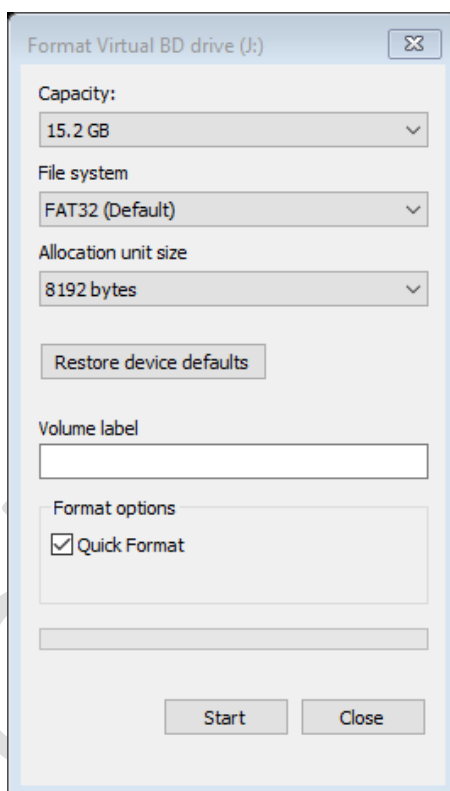 Format Virtual BD drive (J:)
Capacity:
15.2 GB
File system
FAT32 (Default)
Allocation unit size
8192 bytes
Restore device defaults
Volume label
Format options
Quick Format
Start
Close